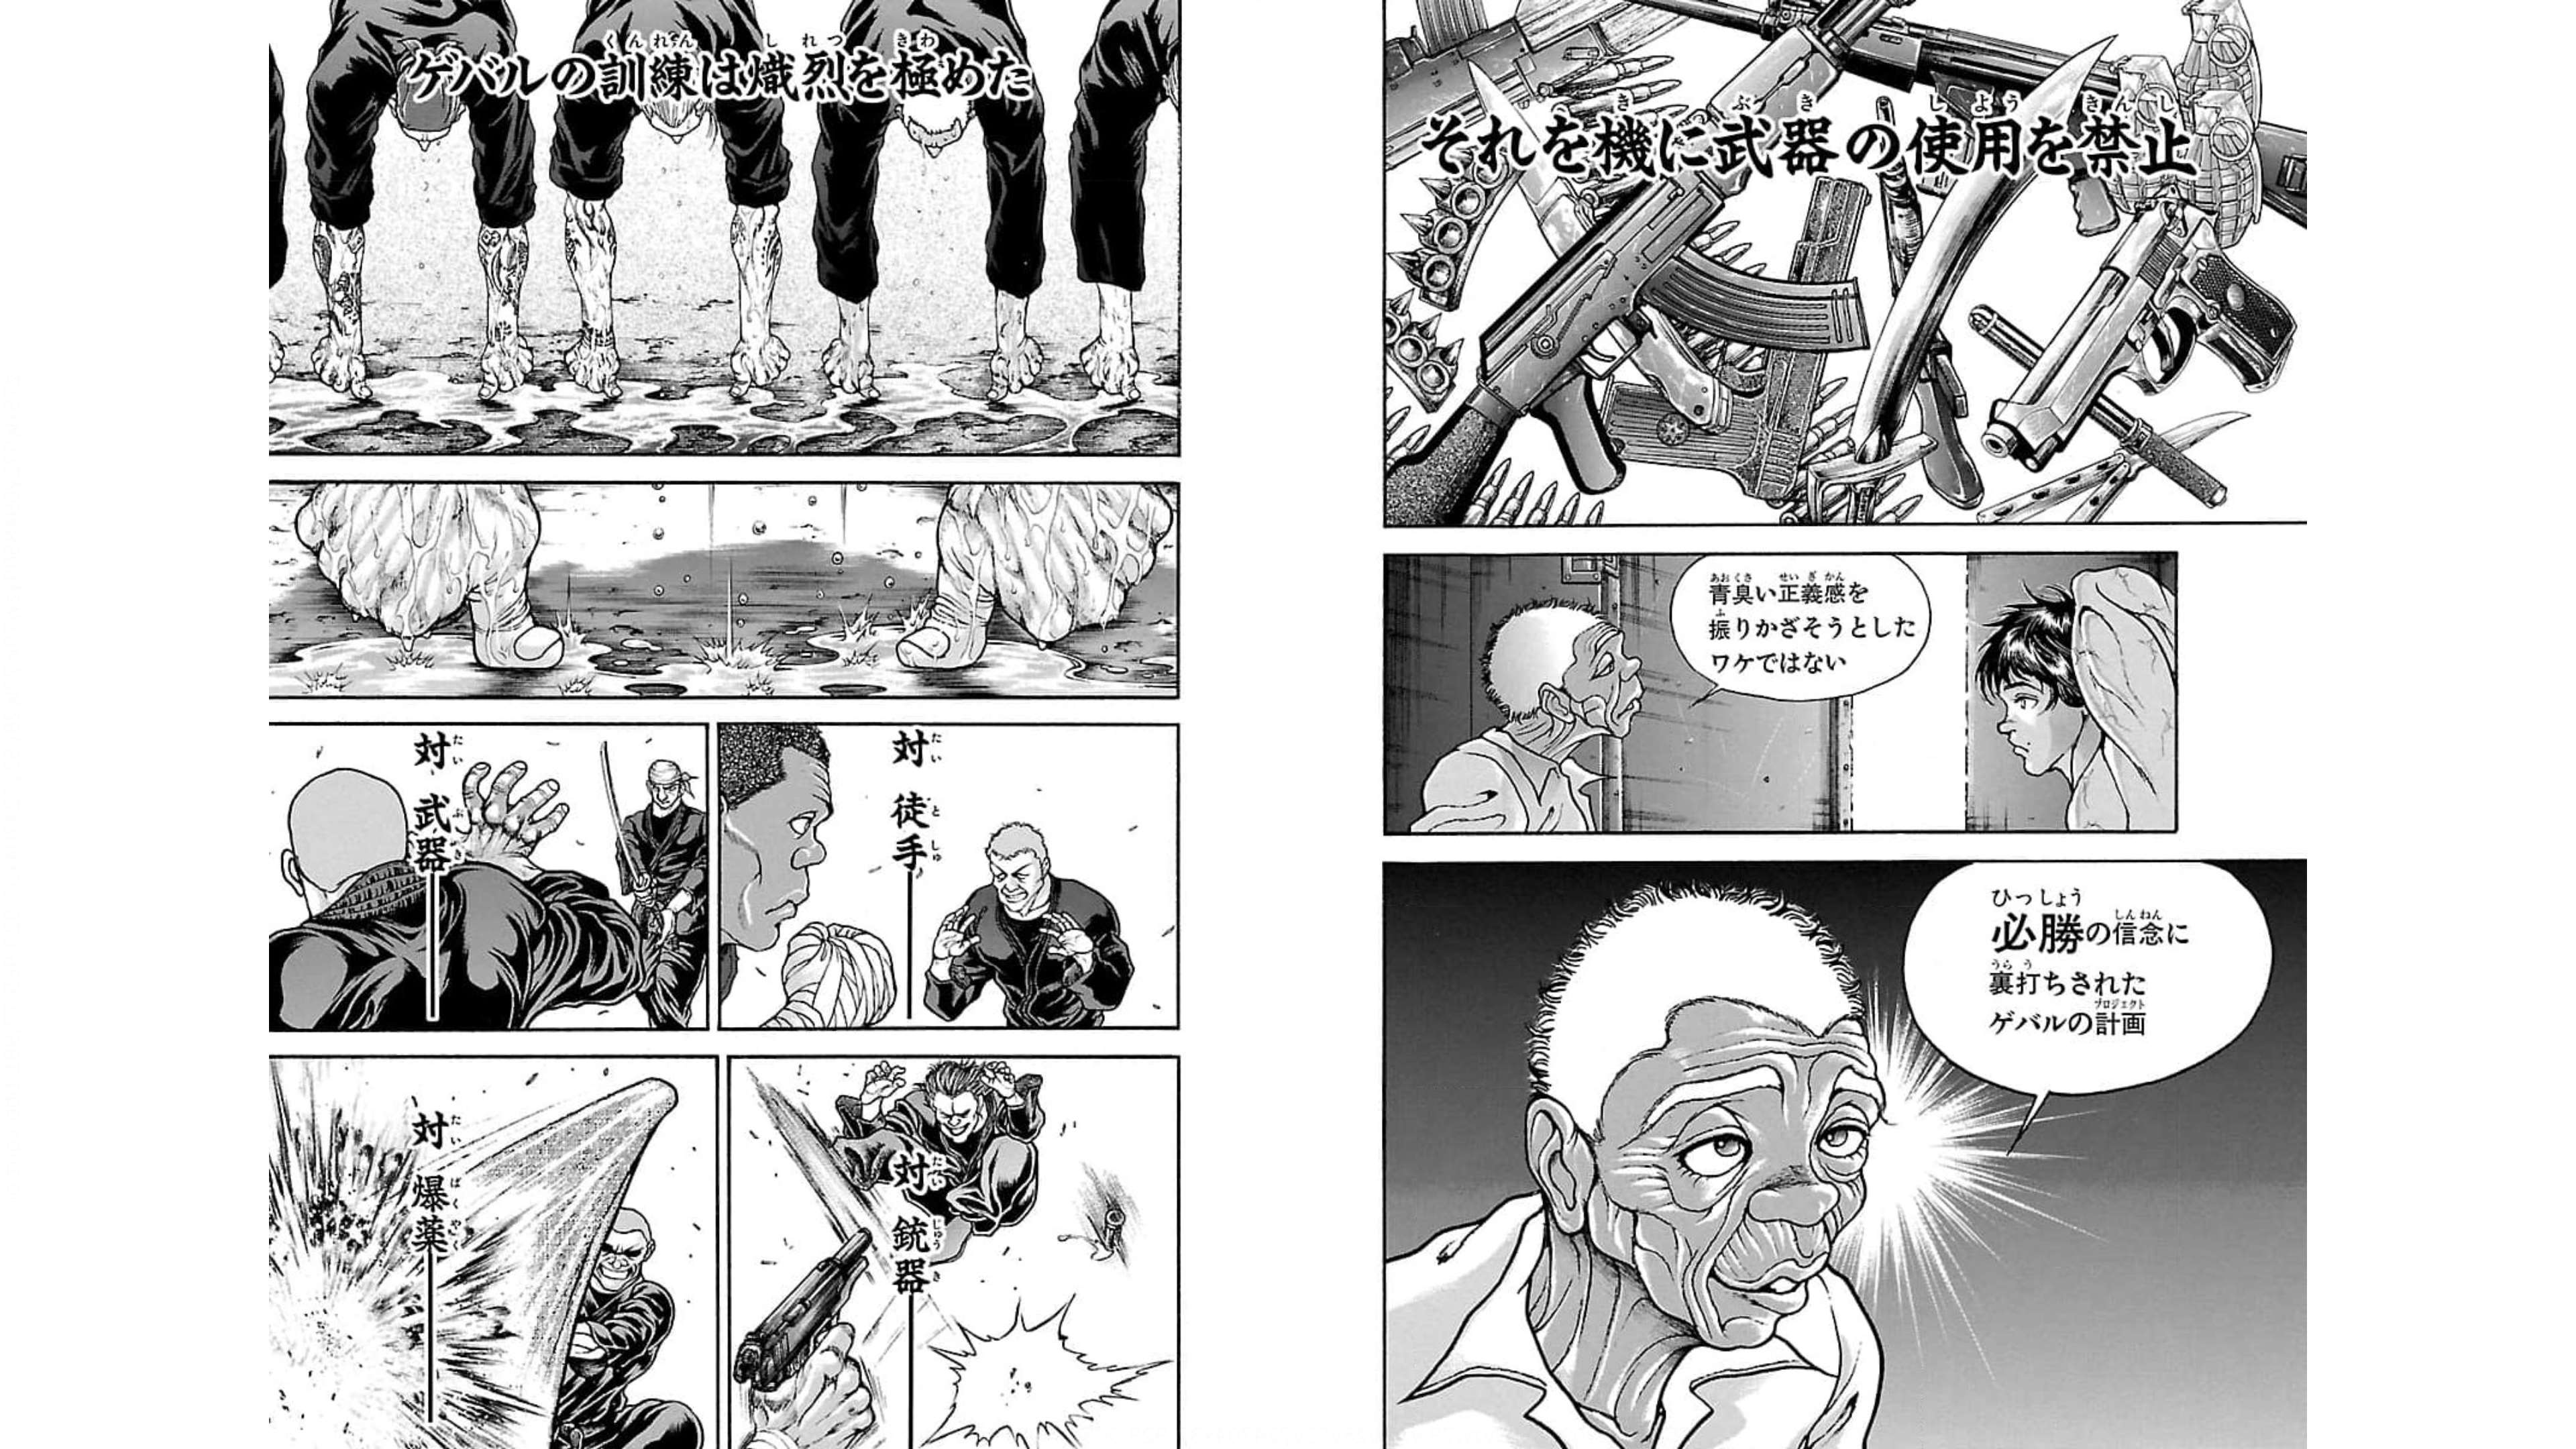 それを機に武器の使用を禁止
青臭い正義感を
振りかざそうとした
ワケではない
必勝の信念に
裏打ちされた
ゲバルの計画
ゲバルの訓練は熾烈を極めた
対 徒手
対 武器
対 銃器
対 爆薬